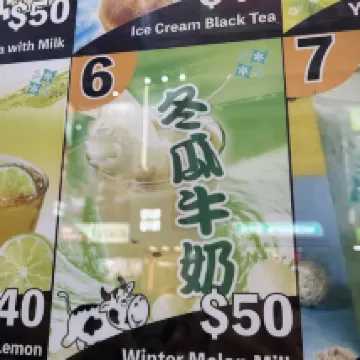 $50
Ice Cream Black Tea
with Milk
6
7
冬瓜牛奶
$50
40
Lemon
Winter Melon Milk